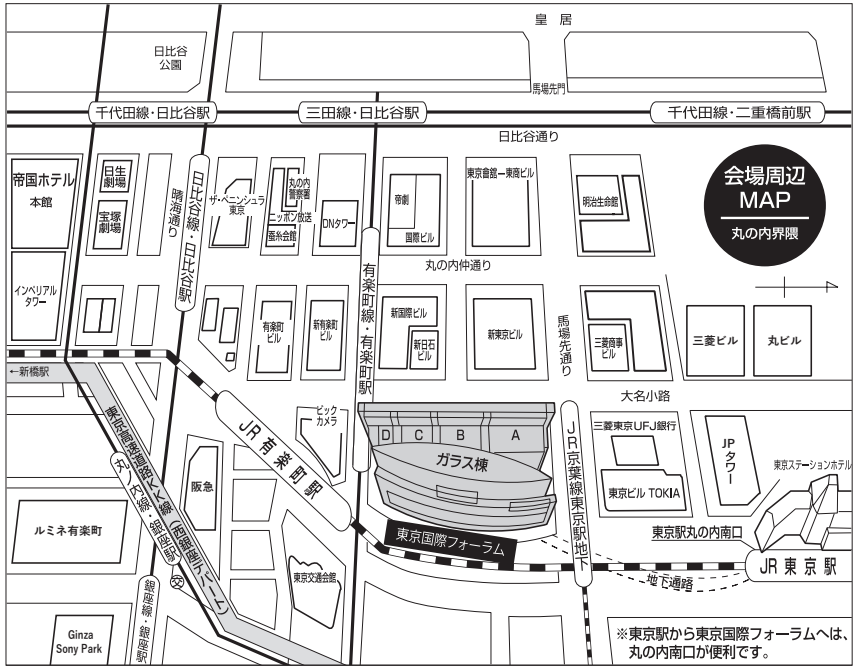 皇居
日比谷
公園
馬場先門
千代田線・日比谷駅
三田線・日比谷駅
千代田線・二重橋前駅
日比谷通り
帝国ホテル
本館
日生
劇場
宝塚
劇場
晴海通り
日比谷線・日比谷駅
ザ・ペニンシュラ
東京
丸の内
警察署
ニッポン放送
蚕糸会館
DNタワー
帝劇
国際ビル
東京會舘―東商ビル
明治生命館
会場周辺
MAP
丸の内界隈
丸の内仲通り
インペリアル
タワー
有楽町
ビル
新有楽町
ビル
有楽町線・有楽町駅
新国際ビル
新日石
ビル
新東京ビル
馬場先通り
三菱商事
ビル
三菱ビル
丸ビル
←新橋駅
大名小路
東京高速道路KK線(西銀座デパート)
丸ノ内線・銀座駅
JR有楽町駅
ビック
カメラ
D
C
B
A
ガラス棟
JR京葉線東京駅地下
三菱東京UFJ銀行
JP
タワー
東京ステーションホテル
阪急
東京ビル TOKIA
ルミネ有楽町
東京国際フォーラム
東京駅丸の内南口
JR東京駅
地下通路
東京交通会館
銀座線・銀座駅
Ginza
Sony Park
※東京駅から東京国際フォーラムへは、
丸の内南口が便利です。